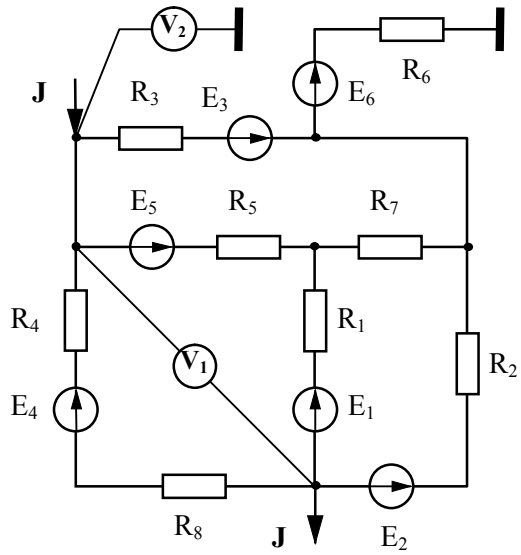 V₂
J
R₃
E₃
E₆
R₆
E₅
R₅
R₇
R₄
V₁
R₁
R₂
E₄
E₁
R₈
J
E₂